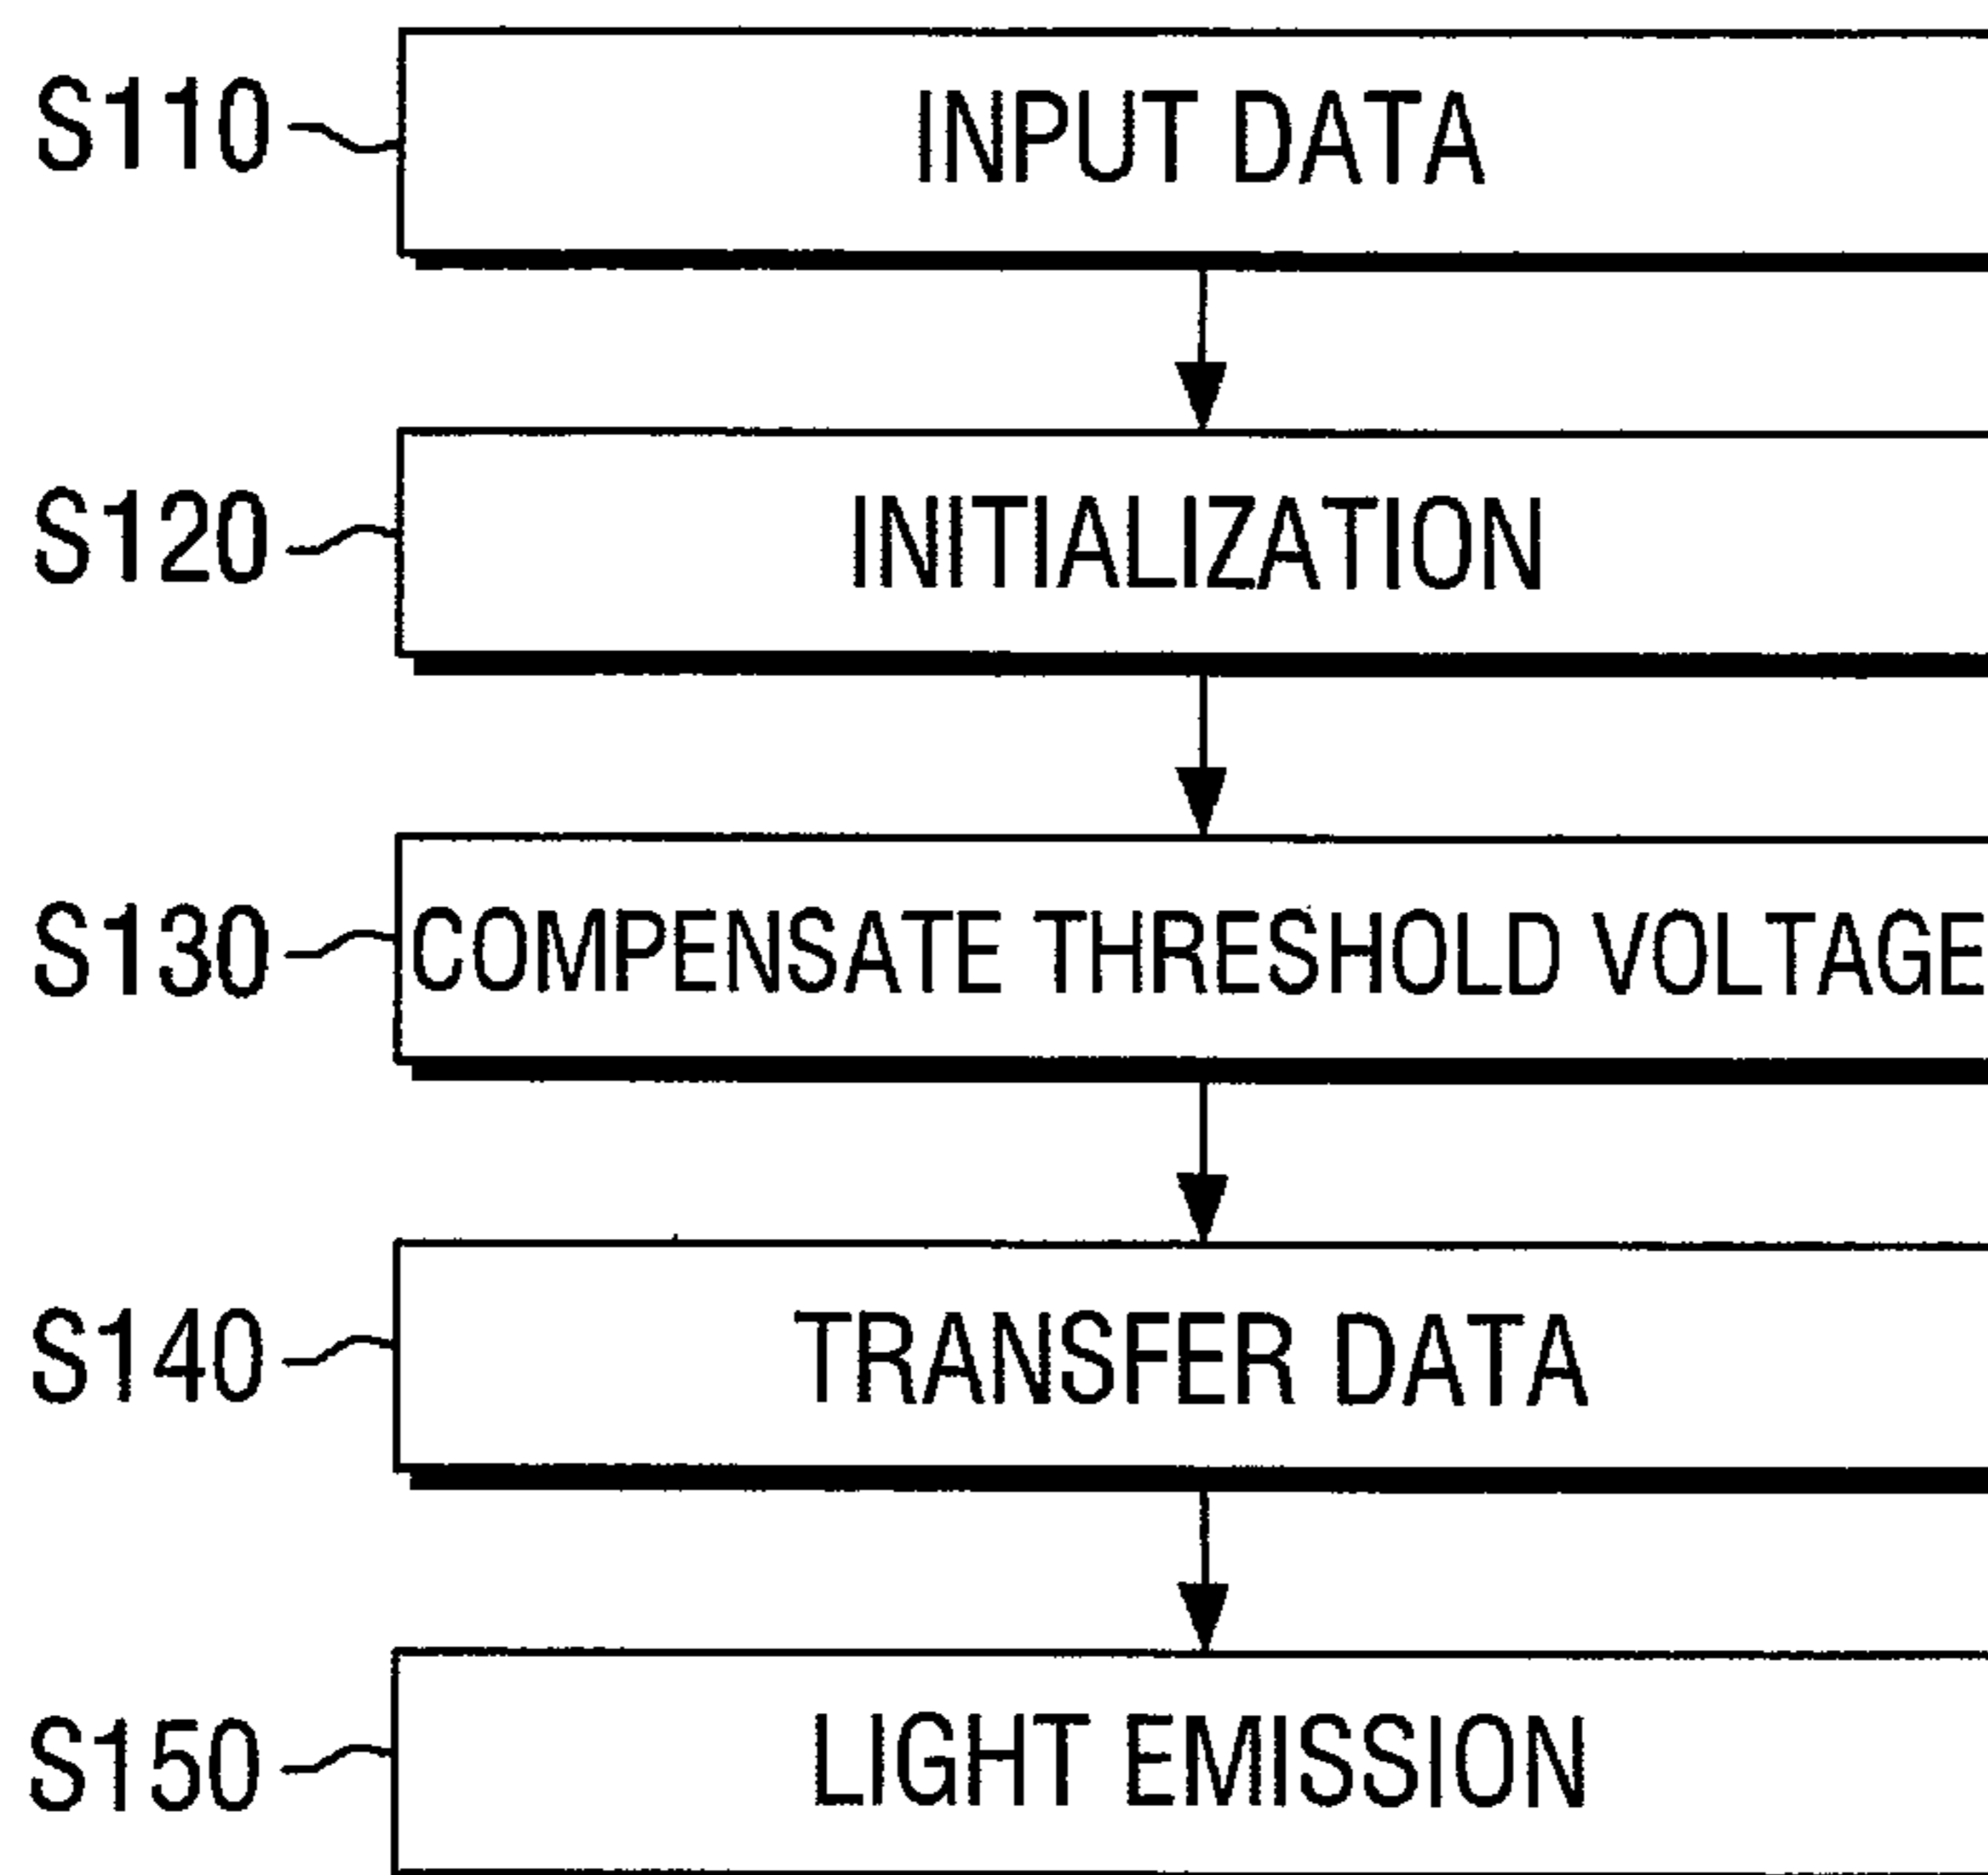 S110 INPUT DATA
S120 INITIALIZATION
S130 COMPENSATE THRESHOLD VOLTAGE
S140 TRANSFER DATA
S150 LIGHT EMISSION